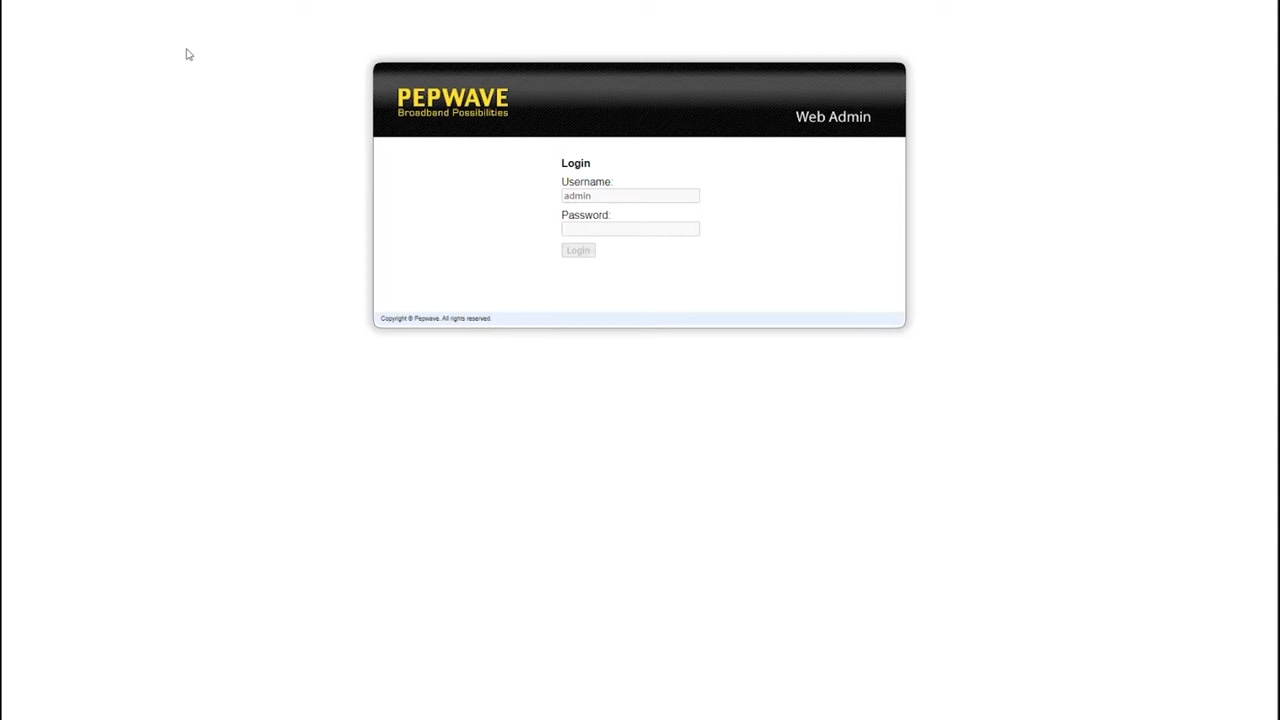 PEPWAVE
Broadband Possibilities
Web Admin
Login
Username:
admin
Password:
Login
Copyright © Pepwave. All rights reserved.